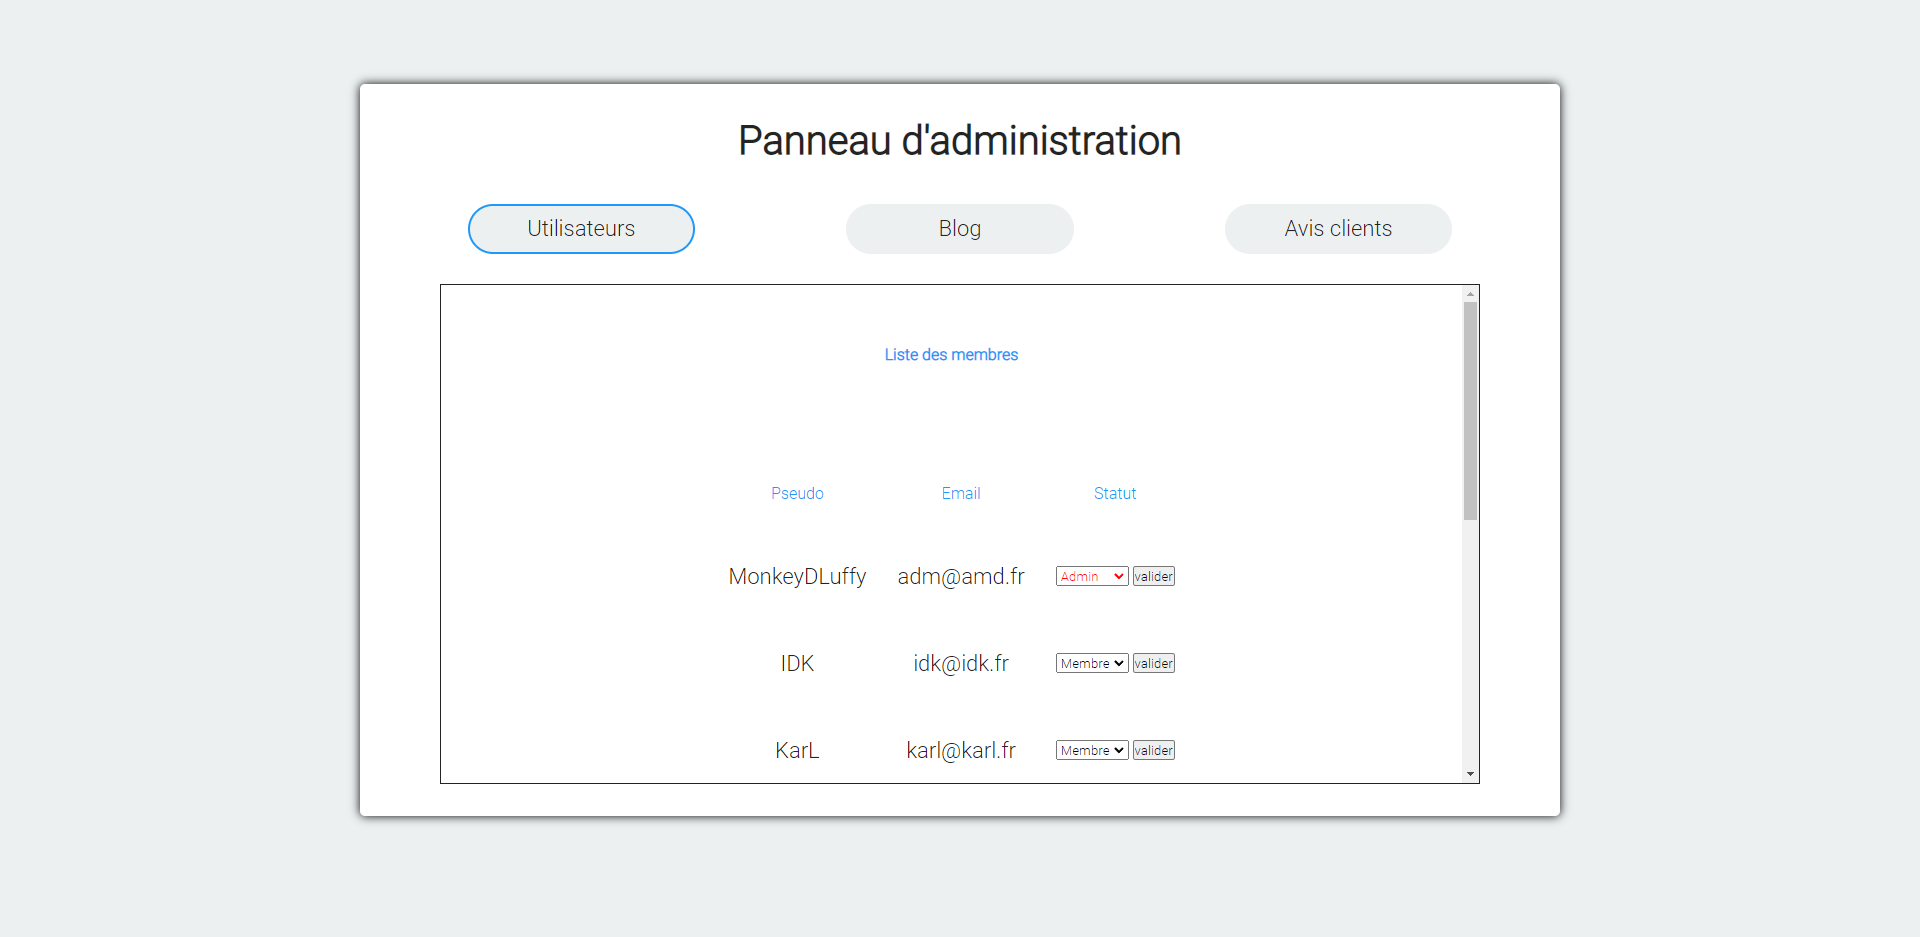 Panneau d'administration
Utilisateurs Blog Avis clients
Liste des membres
Pseudo Email Statut
MonkeyDLuffy adm@amd.fr Admin valider
IDK idk@idk.fr Membre valider
KarL karl@karl.fr Membre valider